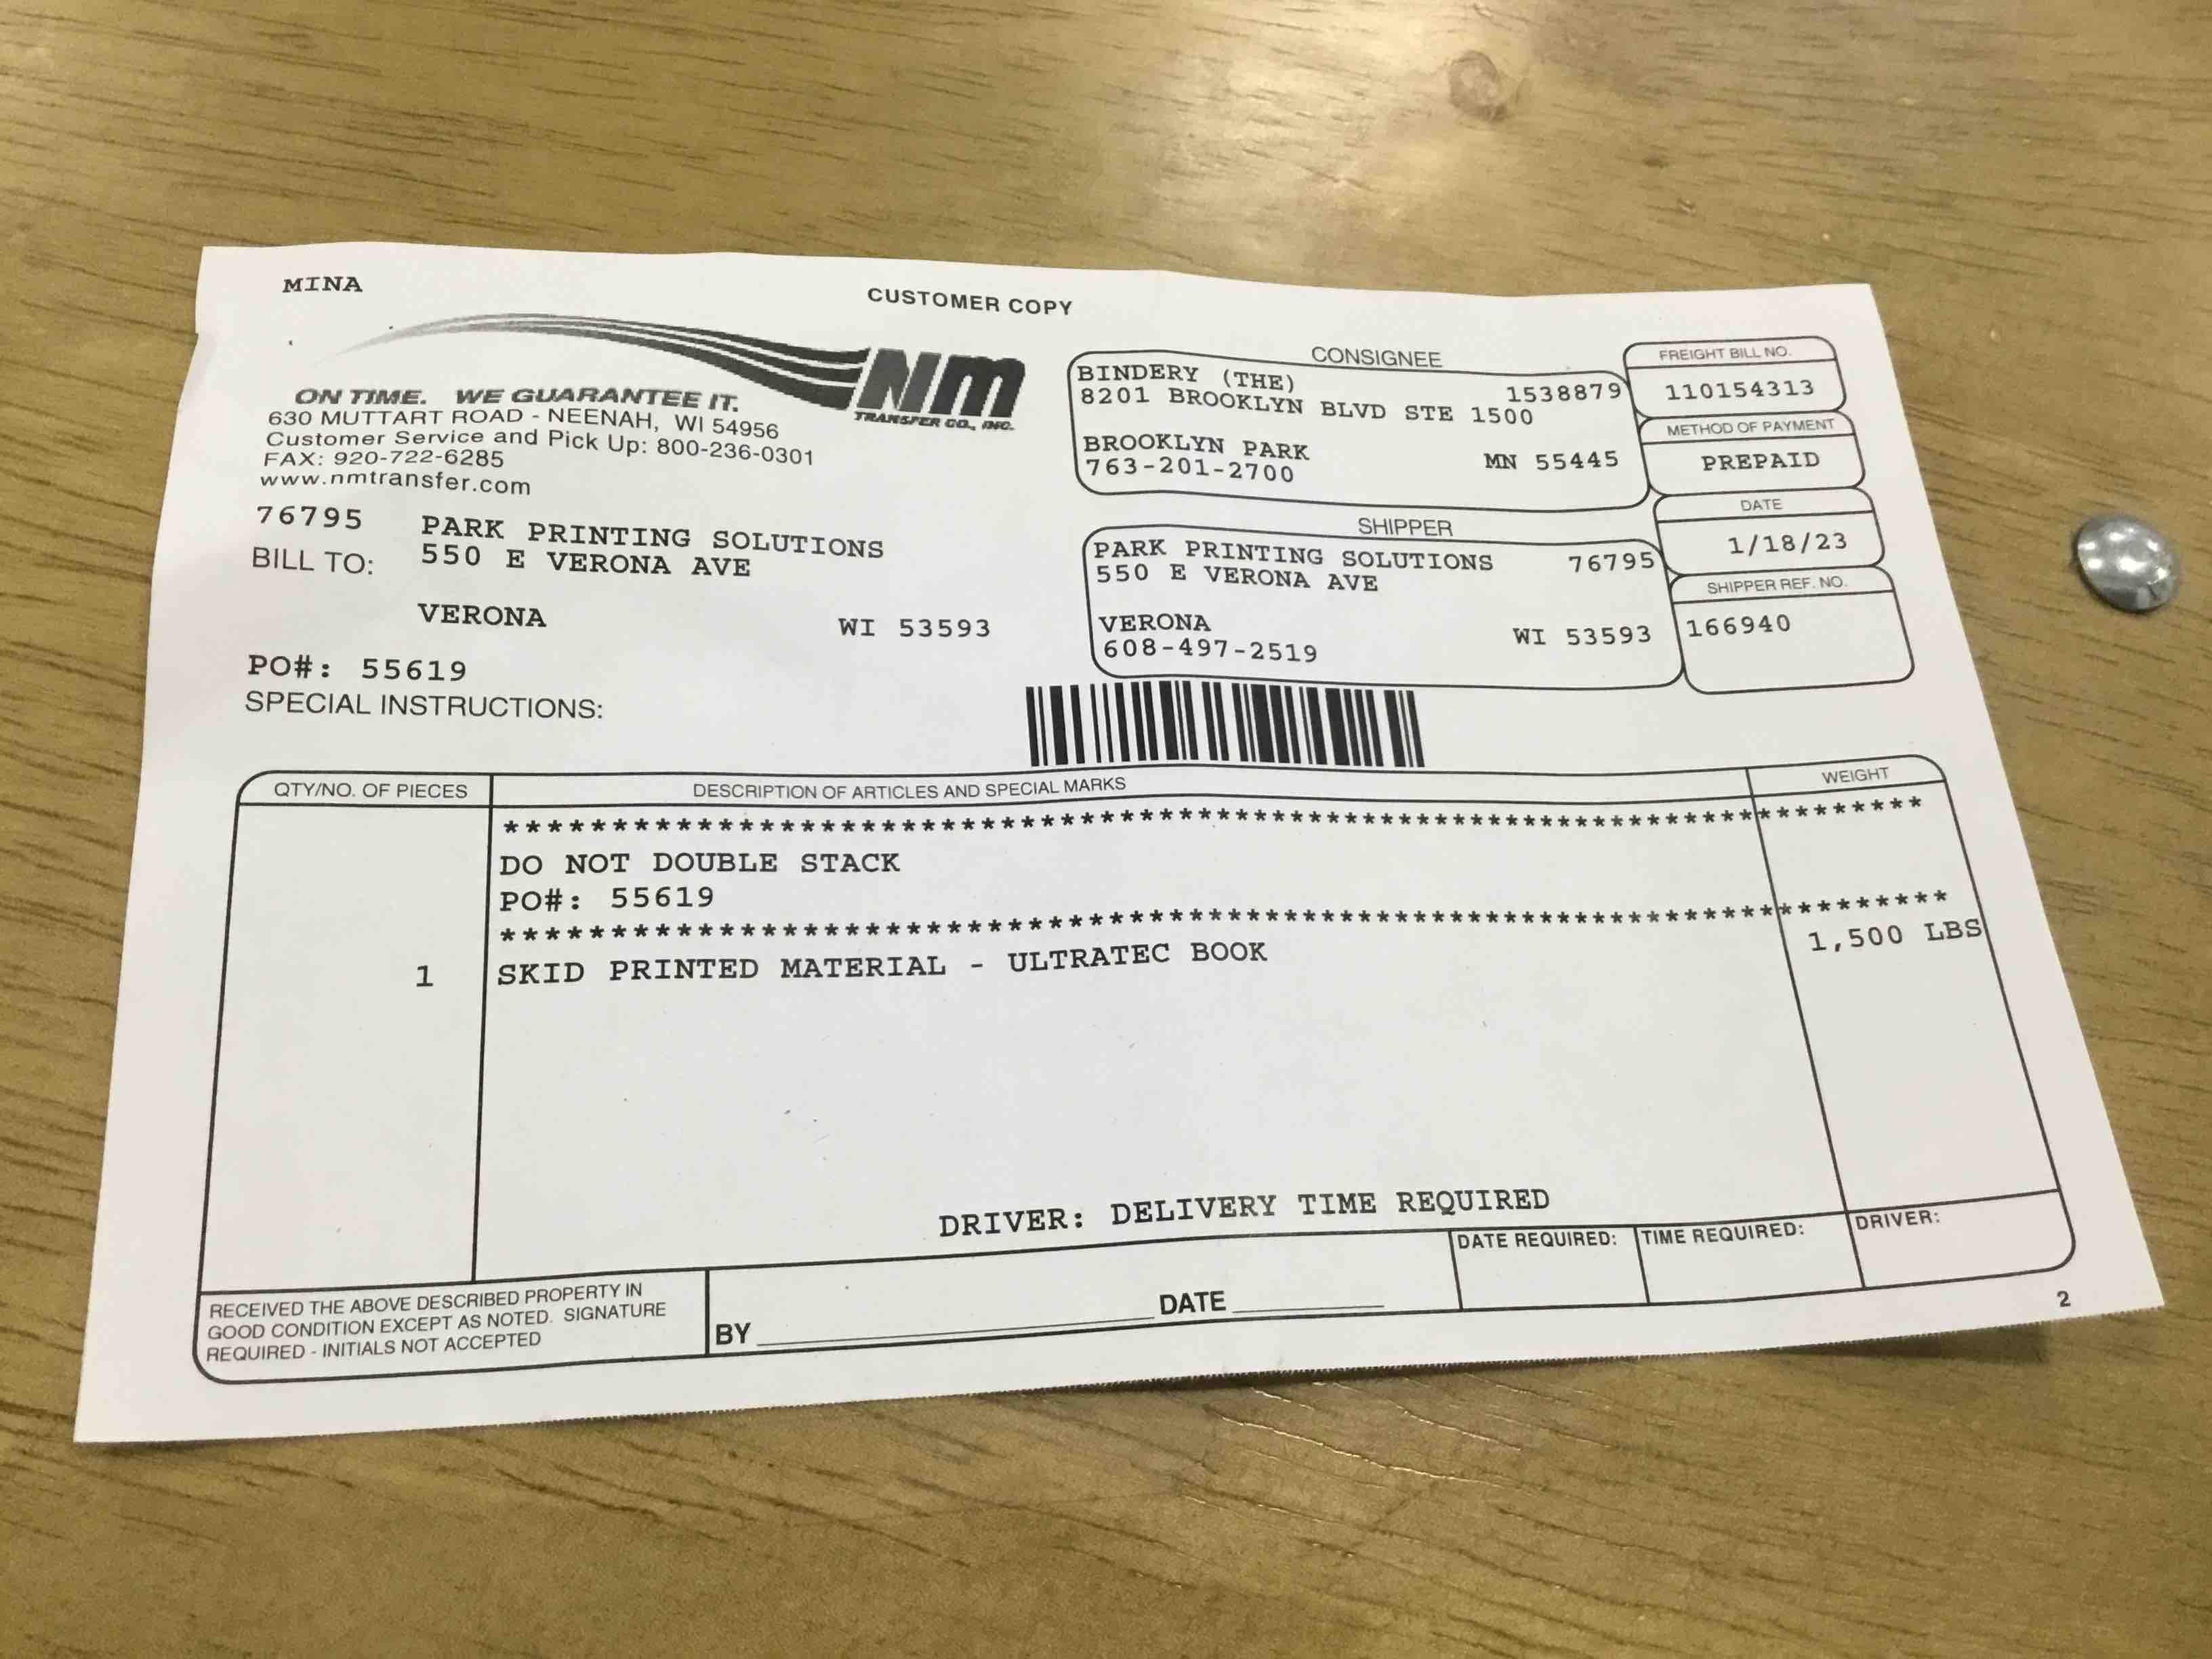 MINA
CUSTOMER COPY
NM
TRANSFER CO., INC.
ON TIME. WE GUARANTEE IT.
630 MUTTART ROAD - NEENAH, WI 54956
Customer Service and Pick Up: 800-236-0301
FAX: 920-722-6285
www.nmtransfer.com
76795 PARK PRINTING SOLUTIONS
BILL TO: 550 E VERONA AVE
VERONA WI 53593
PO#: 55619
SPECIAL INSTRUCTIONS:
CONSIGNEE
BINDERY (THE) 1538879
8201 BROOKLYN BLVD STE 1500
BROOKLYN PARK MN 55445
763-201-2700
SHIPPER
PARK PRINTING SOLUTIONS 76795
550 E VERONA AVE
VERONA WI 53593
608-497-2519
FREIGHT BILL NO.
110154313
METHOD OF PAYMENT
PREPAID
DATE
1/18/23
SHIPPER REF. NO.
166940
QTY/NO. OF PIECES DESCRIPTION OF ARTICLES AND SPECIAL MARKS WEIGHT
******************************************************************************
DO NOT DOUBLE STACK
PO#: 55619
******************************************************************************
1 SKID PRINTED MATERIAL - ULTRATEC BOOK 1,500 LBS
DRIVER: DELIVERY TIME REQUIRED
RECEIVED THE ABOVE DESCRIBED PROPERTY IN
GOOD CONDITION EXCEPT AS NOTED. SIGNATURE
REQUIRED - INITIALS NOT ACCEPTED
BY DATE
DATE REQUIRED: TIME REQUIRED: DRIVER:
2